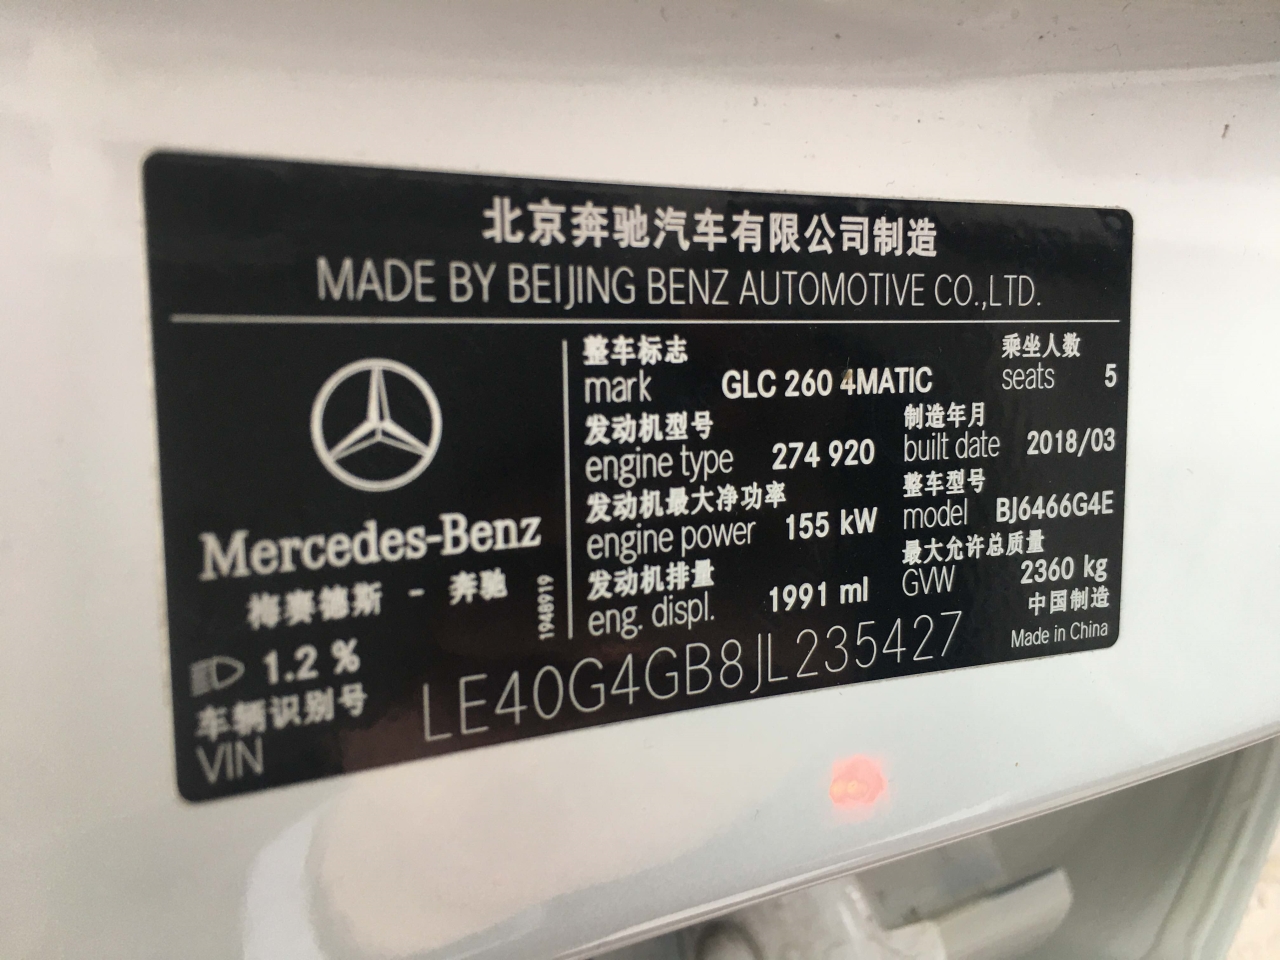 北京奔驰汽车有限公司制造
MADE BY BEIJING BENZ AUTOMOTIVE CO.,LTD.
Mercedes-Benz
梅赛德斯 - 奔驰
1948919
1.2 %
整车标志
mark GLC 260 4MATIC
乘坐人数
seats 5
发动机型号
engine type 274 920
制造年月
built date 2018/03
发动机最大净功率
engine power 155 kW
整车型号
model BJ6466G4E
发动机排量
eng. displ. 1991 ml
最大允许总质量
GVW 2360 kg
中国制造
Made in China
车辆识别号
VIN LE40G4GB8JL235427